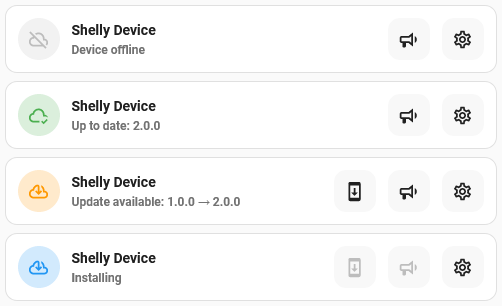 Shelly Device
Device offline
Shelly Device
Up to date: 2.0.0
Shelly Device
Update available: 1.0.0 → 2.0.0
Shelly Device
Installing